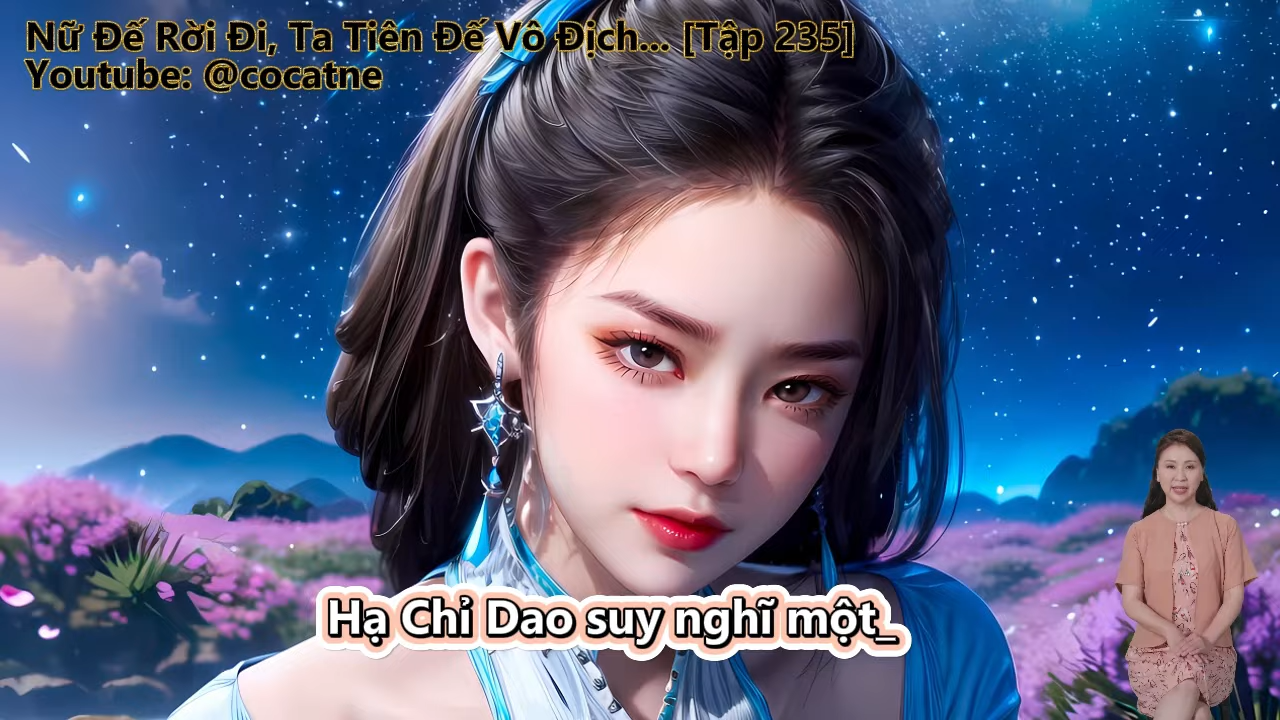 Nữ Đế Rời Đi, Ta Tiên Đế Vô Địch... [Tập 235]
Youtube: @cocatne
Hạ Chỉ Dao suy nghĩ một_